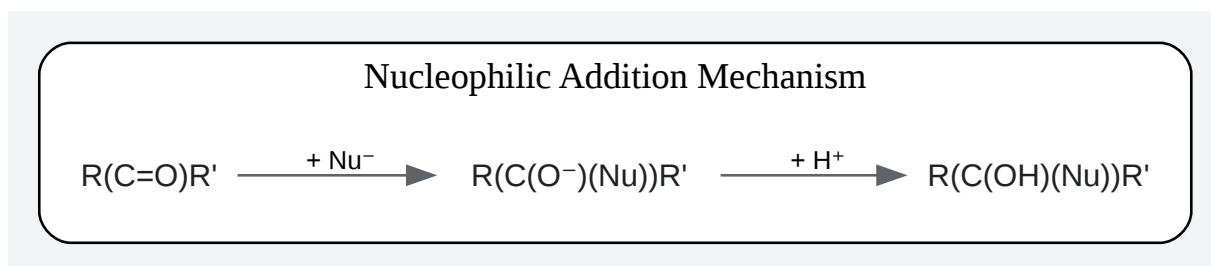 Nucleophilic Addition Mechanism
+ Nu⁻ + H⁺
R(C=O)R' R(C(O⁻)(Nu))R' R(C(OH)(Nu))R'